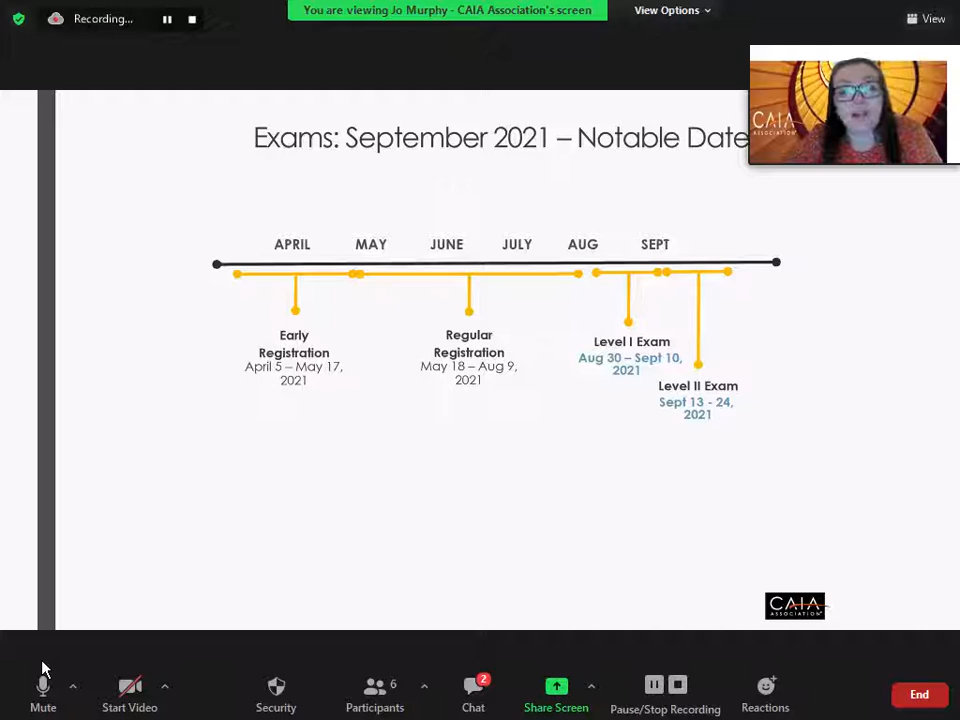 Recording...
You are viewing Jo Murphy - CAIA Association's screen
View Options
View
CAIA
ASSOCIATION
Exams: September 2021 – Notable Date
APRIL MAY JUNE JULY AUG SEPT
Early
Registration
April 5 – May 17,
2021
Regular
Registration
May 18 – Aug 9,
2021
Level I Exam
Aug 30 – Sept 10,
2021
Level II Exam
Sept 13 - 24,
2021
CAIA
ASSOCIATION
Mute
Start Video
Security
6
Participants
2
Chat
Share Screen
Pause/Stop Recording
Reactions
End